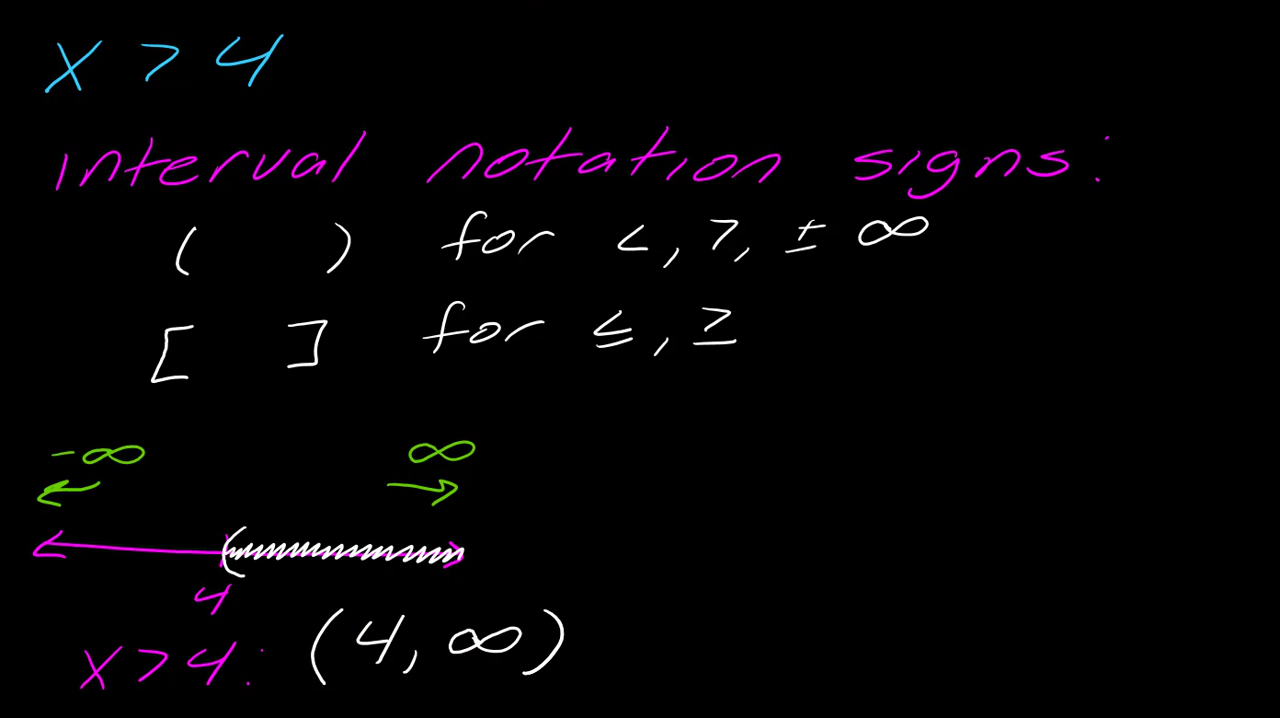 x > 4
interval notation signs:
( ) for <, >, ± ∞
[ ] for ≤, ≥
-∞ ∞
4
x > 4: (4, ∞)